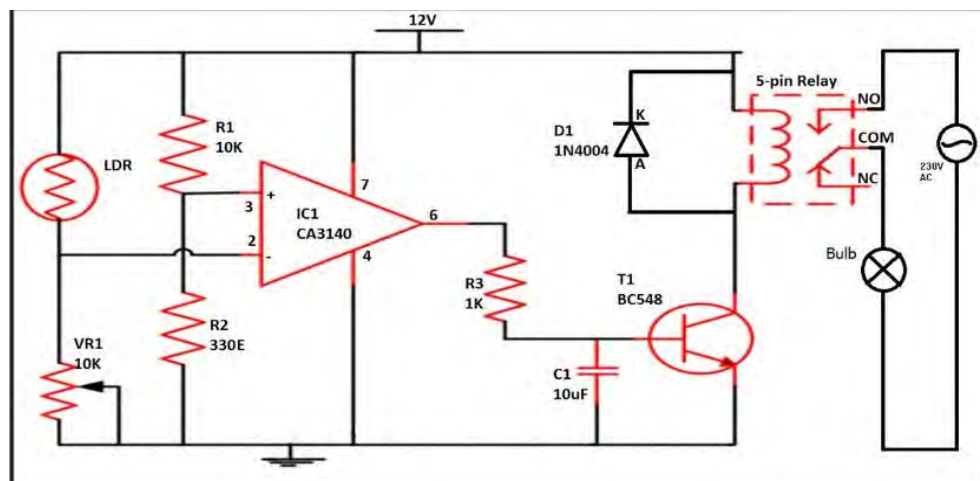 12V
5-pin Relay
NO
K
D1
1N4004
COM
R1
10K
LDR
A
NC
230V
AC
7
+
3
IC1
CA3140
6
2
-
4
Bulb
T1
BC548
R3
1K
R2
330E
VR1
10K
C1
10uF